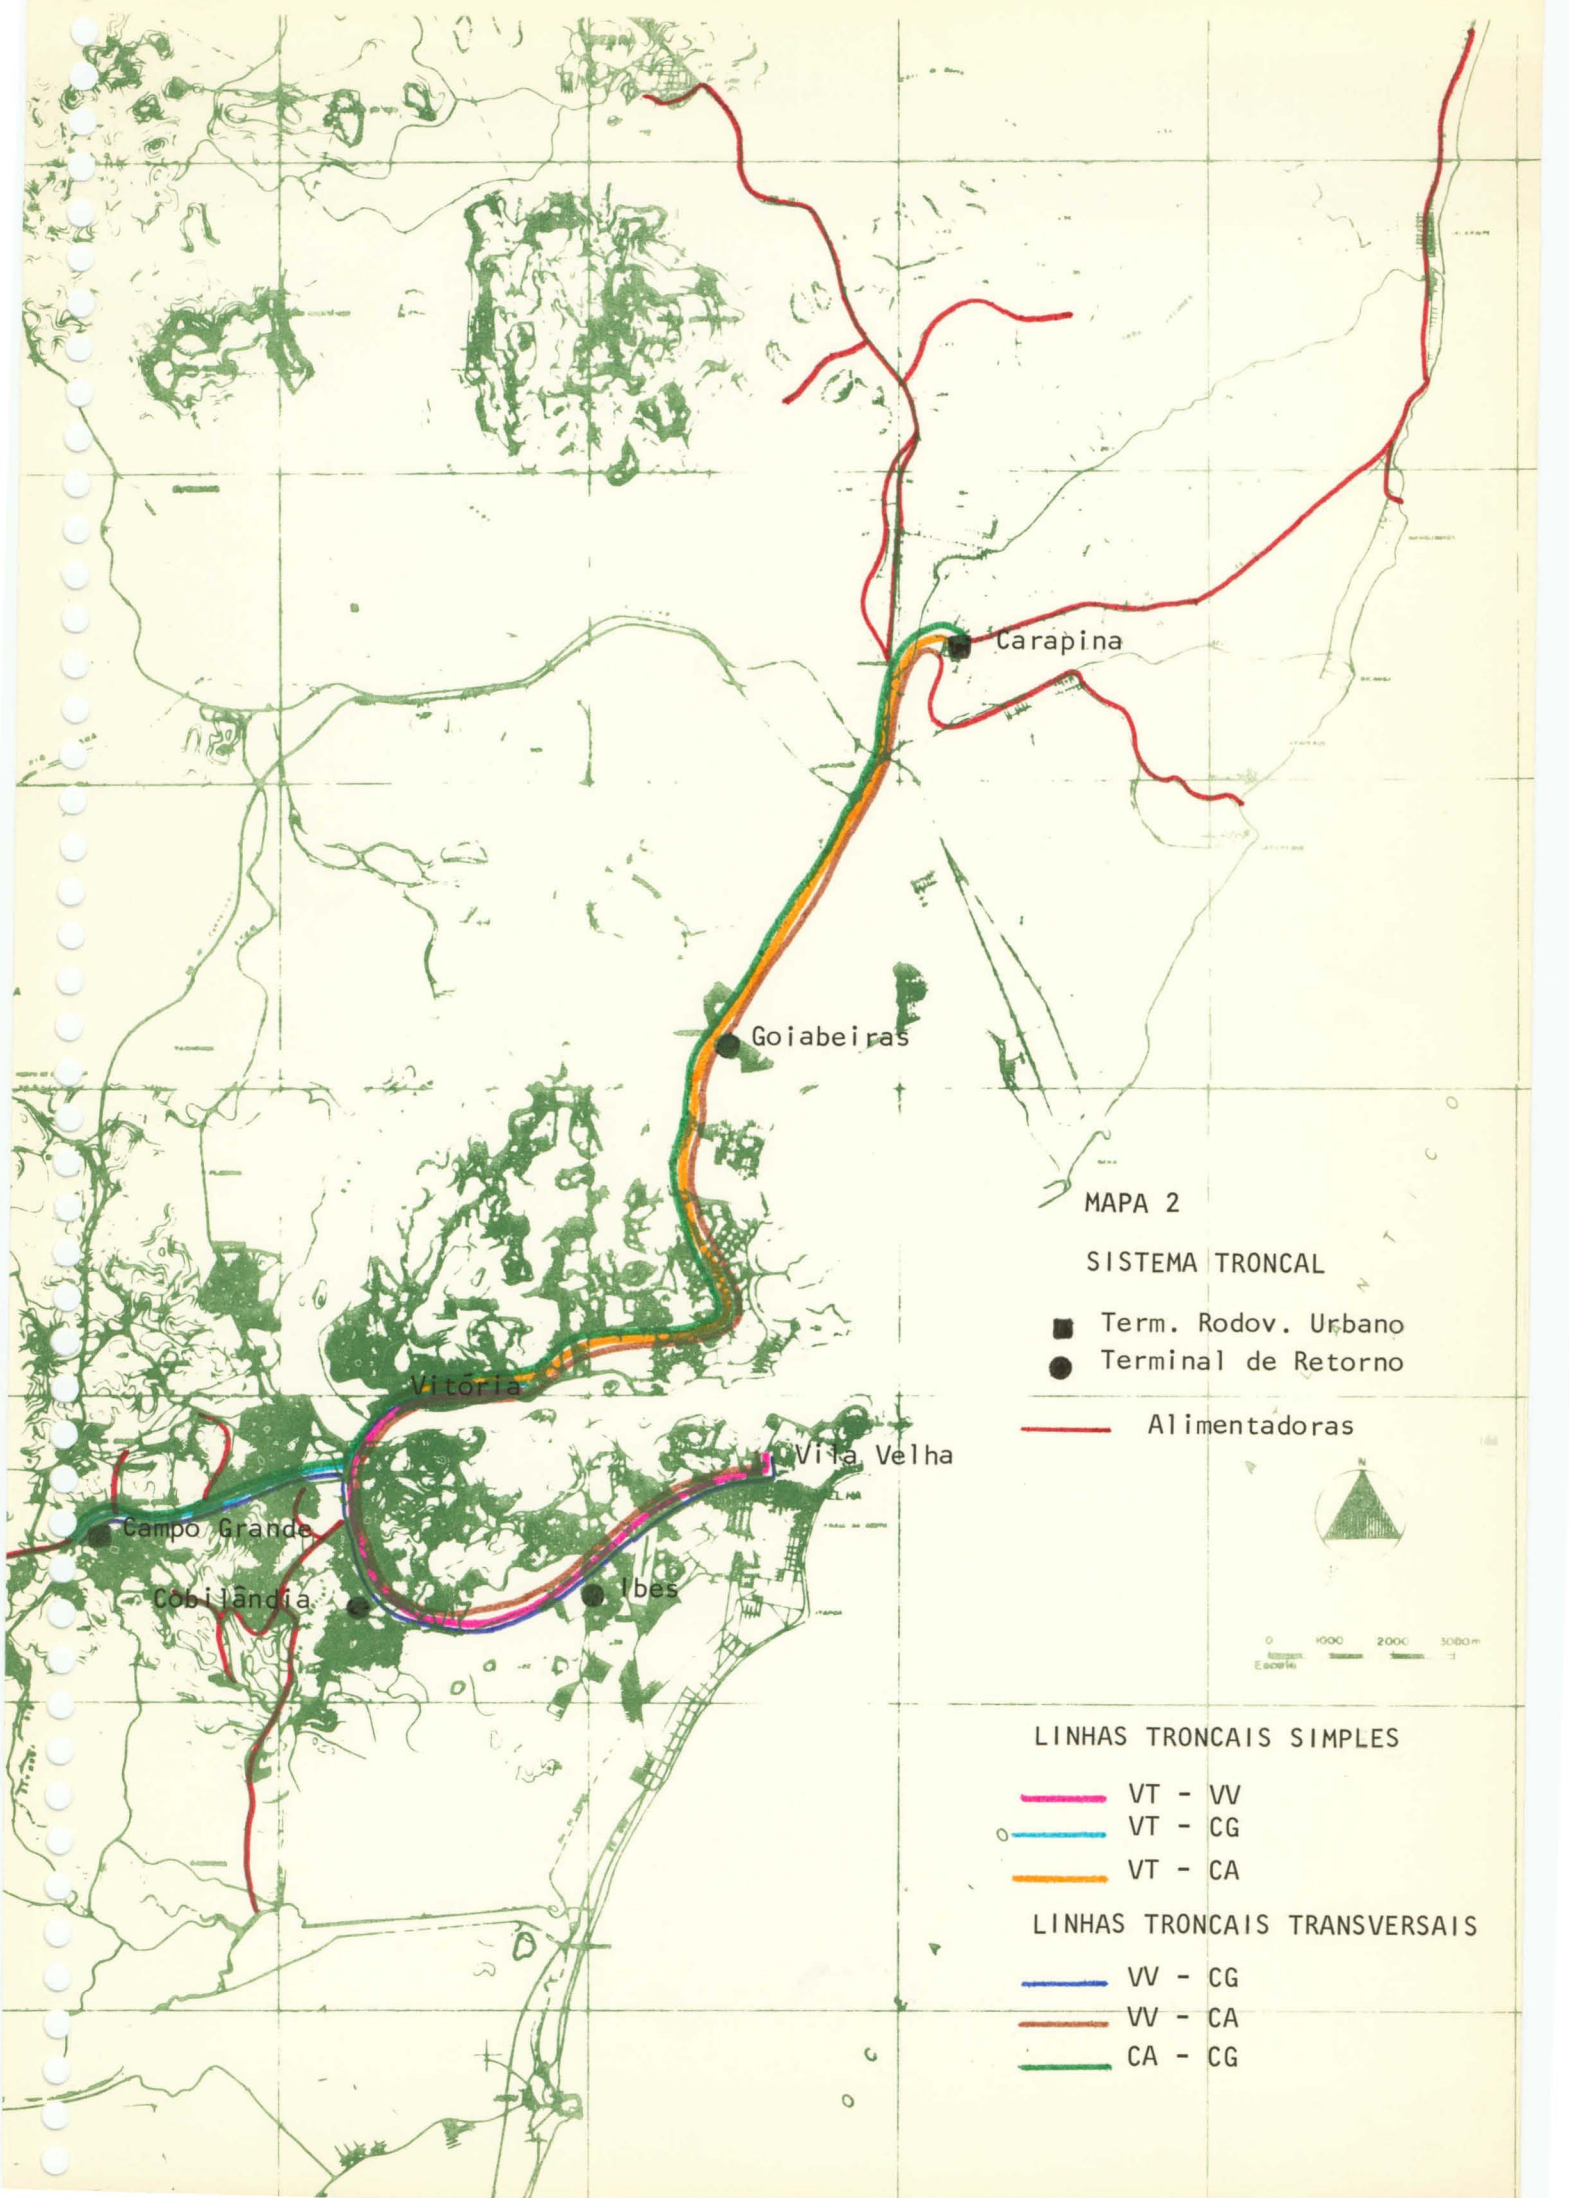 Carapina
Goiabeiras
MAPA 2
SISTEMA TRONCAL
Term. Rodov. Urbano
Terminal de Retorno
Alimentadoras
Vitória
Vila Velha
Campo Grande
Cobilândia
Ibes
N
0 1000 2000 3000m
Escala
LINHAS TRONCAIS SIMPLES
VT - VV
VT - CG
VT - CA
LINHAS TRONCAIS TRANSVERSAIS
VV - CG
VV - CA
CA - CG